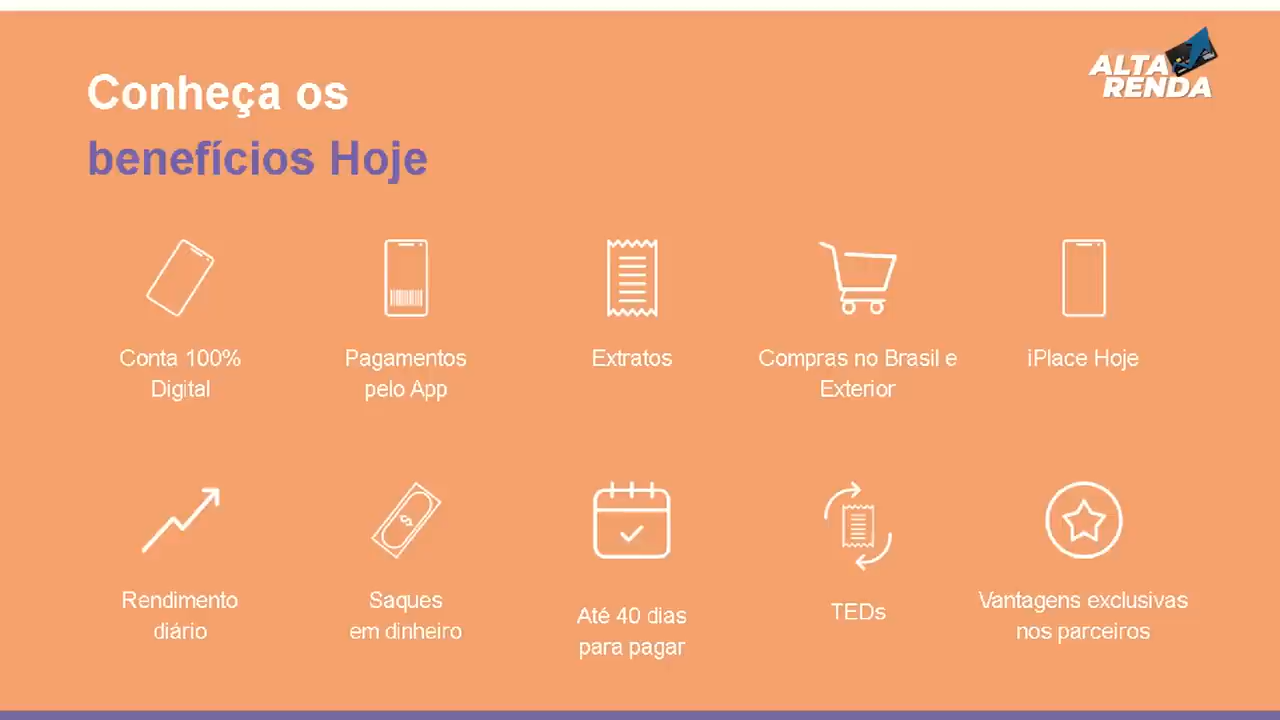 Conheça os
benefícios Hoje
ALTA
RENDA
Conta 100%
Digital
Pagamentos
pelo App
Extratos
Compras no Brasil e
Exterior
iPlace Hoje
Rendimento
diário
Saques
em dinheiro
Até 40 dias
para pagar
TEDs
Vantagens exclusivas
nos parceiros